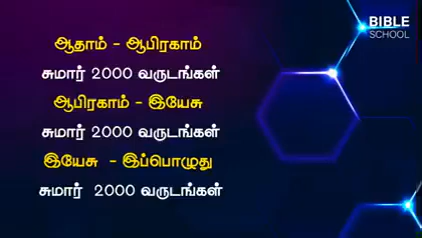 BIBLE
SCHOOL
ஆதாம் - ஆபிரகாம்
சுமார் 2000 வருடங்கள்
ஆபிரகாம் - இயேசு
சுமார் 2000 வருடங்கள்
இயேசு - இப்பொழுது
சுமார் 2000 வருடங்கள்